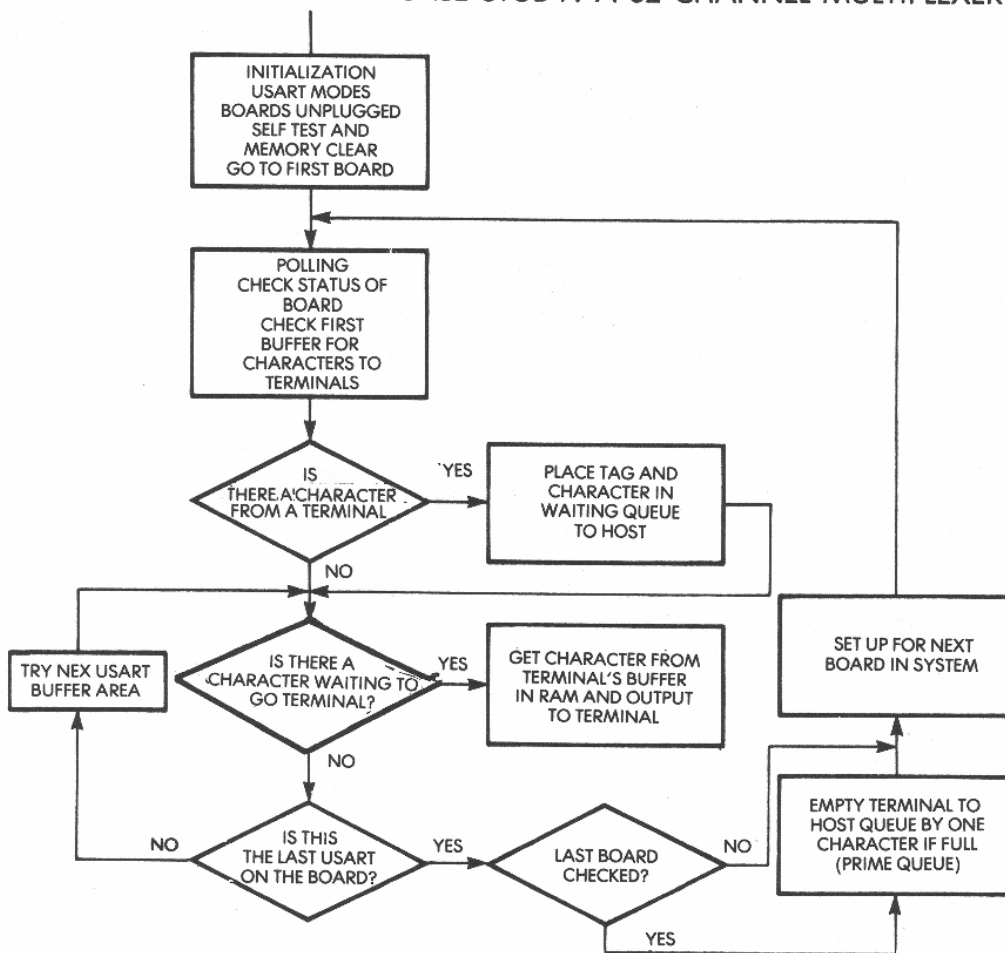 INITIALIZATION
USART MODES
BOARDS UNPLUGGED
SELF TEST AND
MEMORY CLEAR
GO TO FIRST BOARD
POLLING
CHECK STATUS OF
BOARD
CHECK FIRST
BUFFER FOR
CHARACTERS TO
TERMINALS
IS
THERE A CHARACTER
FROM A TERMINAL
YES
PLACE TAG AND
CHARACTER IN
WAITING QUEUE
TO HOST
NO
TRY NEX USART
BUFFER AREA
IS THERE A
CHARACTER WAITING TO
GO TERMINAL?
YES
GET CHARACTER FROM
TERMINAL'S BUFFER
IN RAM AND OUTPUT
TO TERMINAL
SET UP FOR NEXT
BOARD IN SYSTEM
NO
NO
IS THIS
THE LAST USART
ON THE BOARD?
YES
LAST BOARD
CHECKED?
NO
EMPTY TERMINAL TO
HOST QUEUE BY ONE
CHARACTER IF FULL
(PRIME QUEUE)
YES